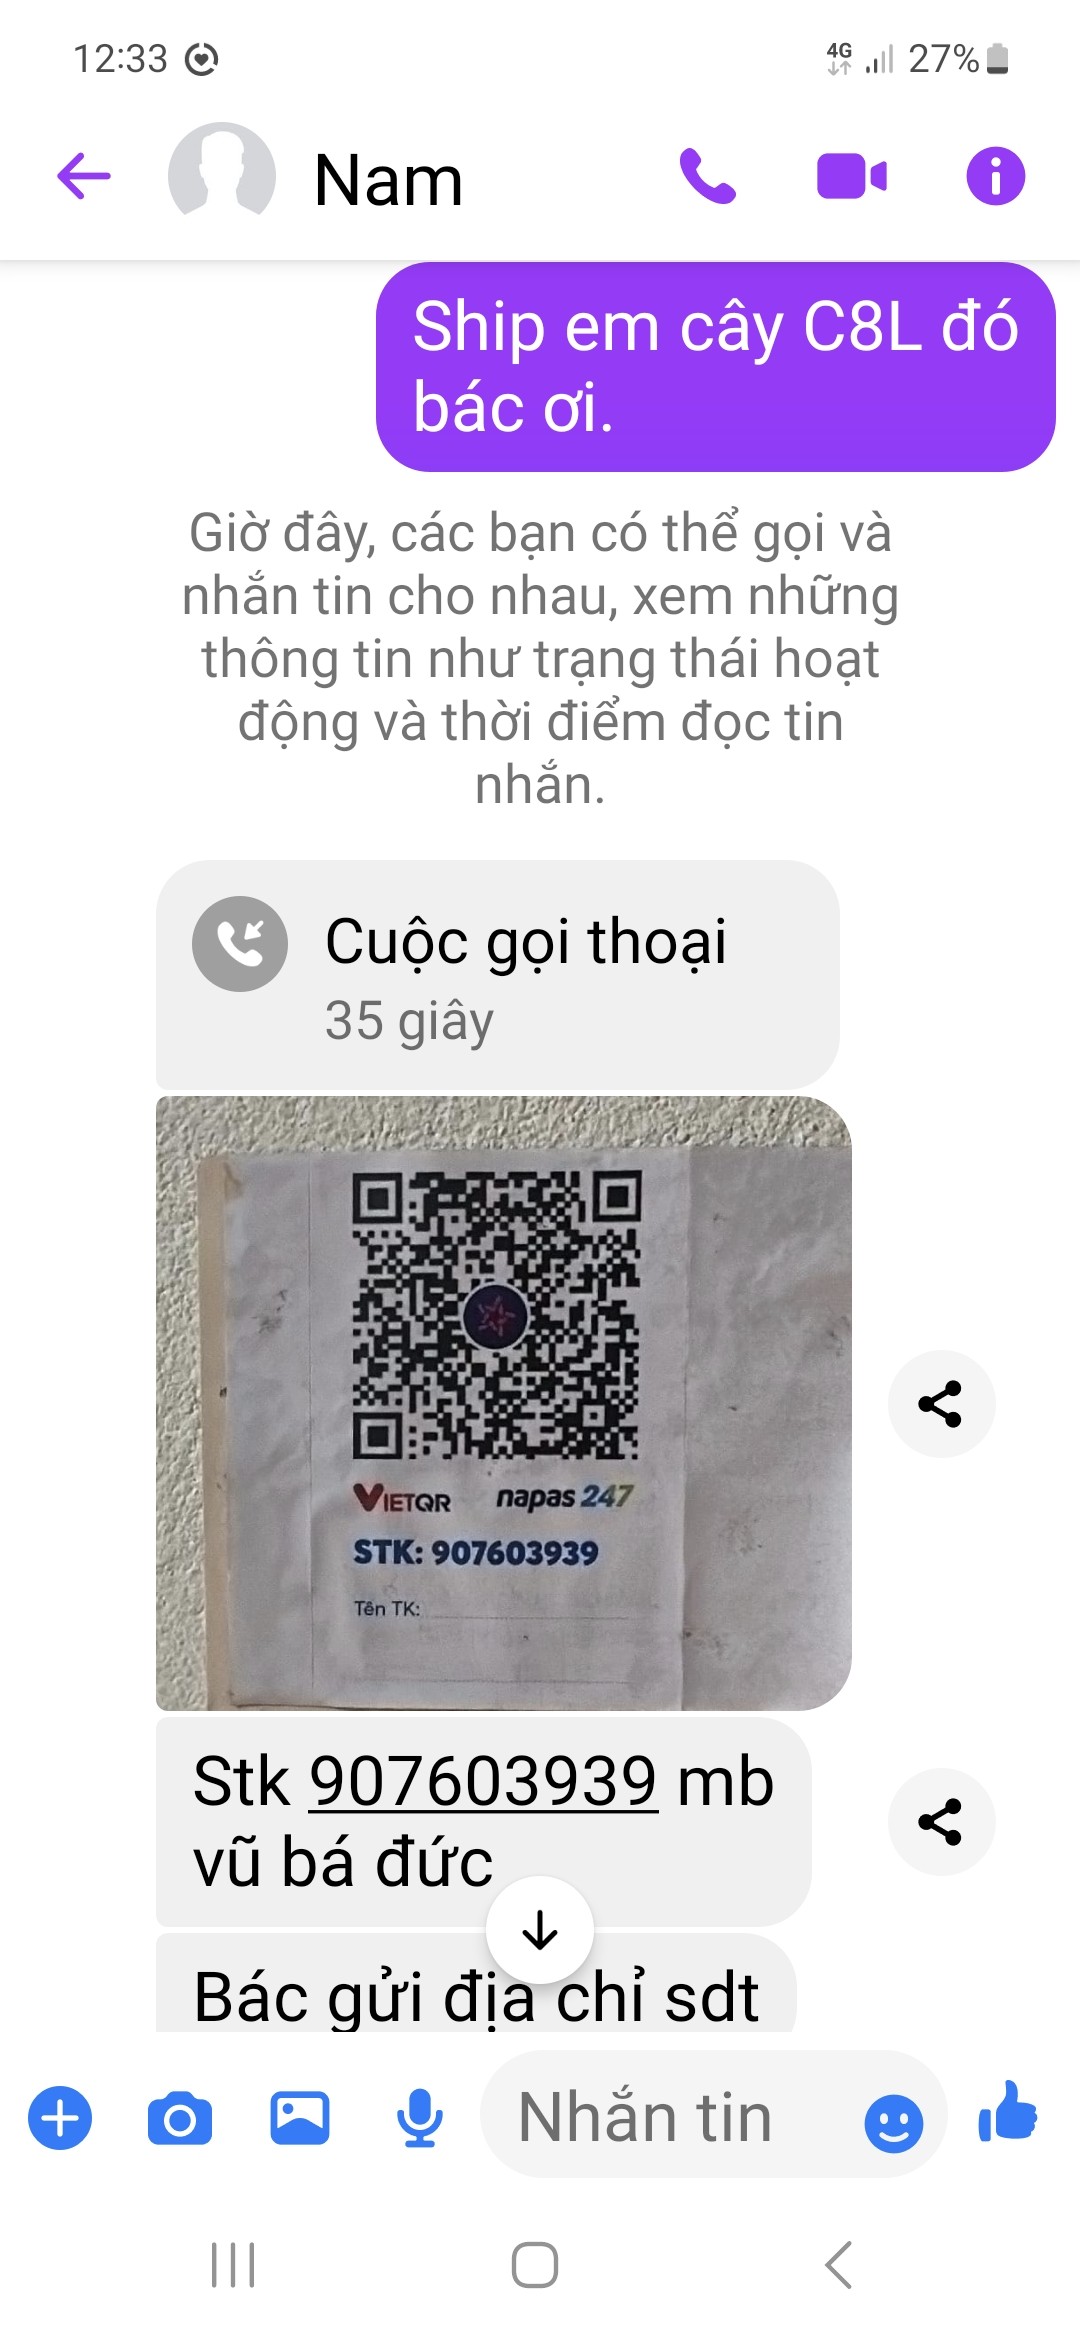 12:33
4G
27%
Nam
Ship em cây C8L đó
bác ơi.
Giờ đây, các bạn có thể gọi và
nhắn tin cho nhau, xem những
thông tin như trạng thái hoạt
động và thời điểm đọc tin
nhắn.
Cuộc gọi thoại
35 giây
VIETQR napas 247
STK: 907603939
Tên TK:
Stk 907603939 mb
vũ bá đức
Bác gửi địa chỉ sdt
Nhắn tin